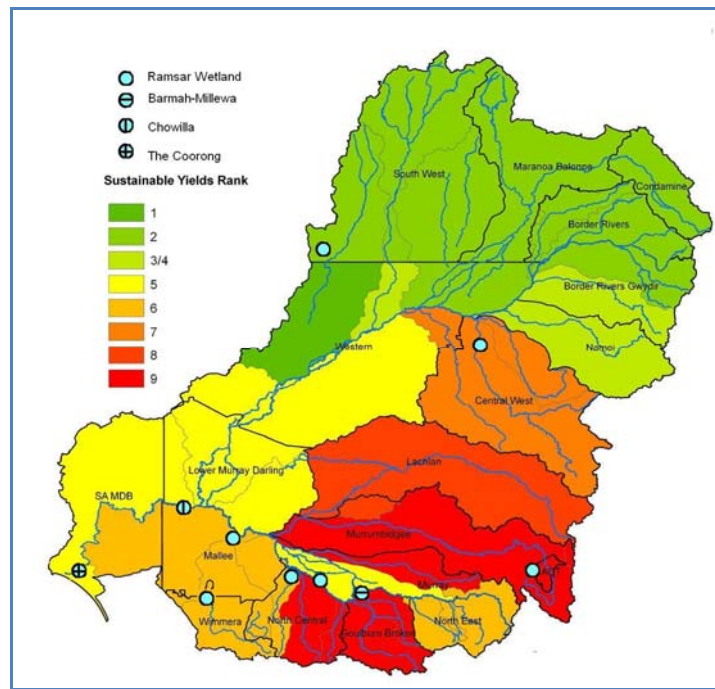 Ramsar Wetland
Barmah-Millewa
Chowilla
The Coorong
Sustainable Yields Rank
1
2
3/4
5
6
7
8
9
South West
Maranoa Balonne
Condamine
Border Rivers
Border Rivers Gwydir
Namoi
Western
Central West
Lachlan
Lower Murray Darling
SA MDB
Murrumbidgee
Mallee
Murray
Wimmera
North Central
Goulburn Broken
North East